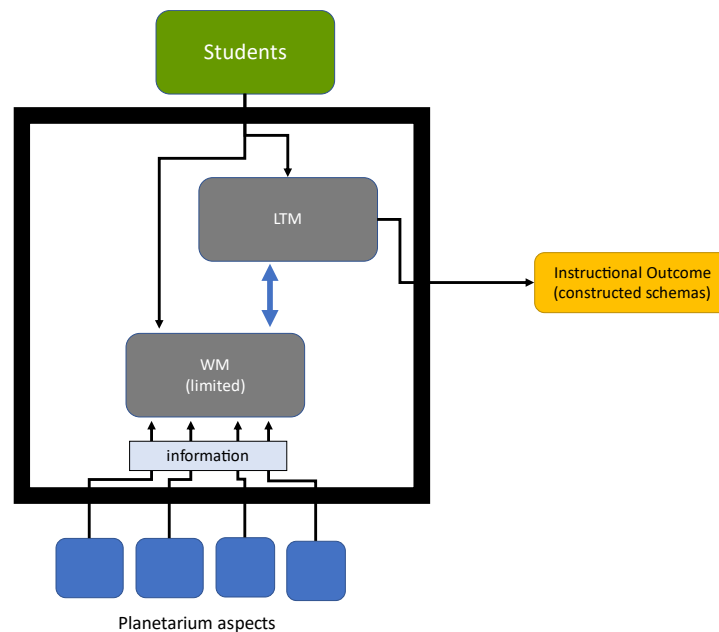 Students
LTM
Instructional Outcome
(constructed schemas)
WM
(limited)
information
Planetarium aspects